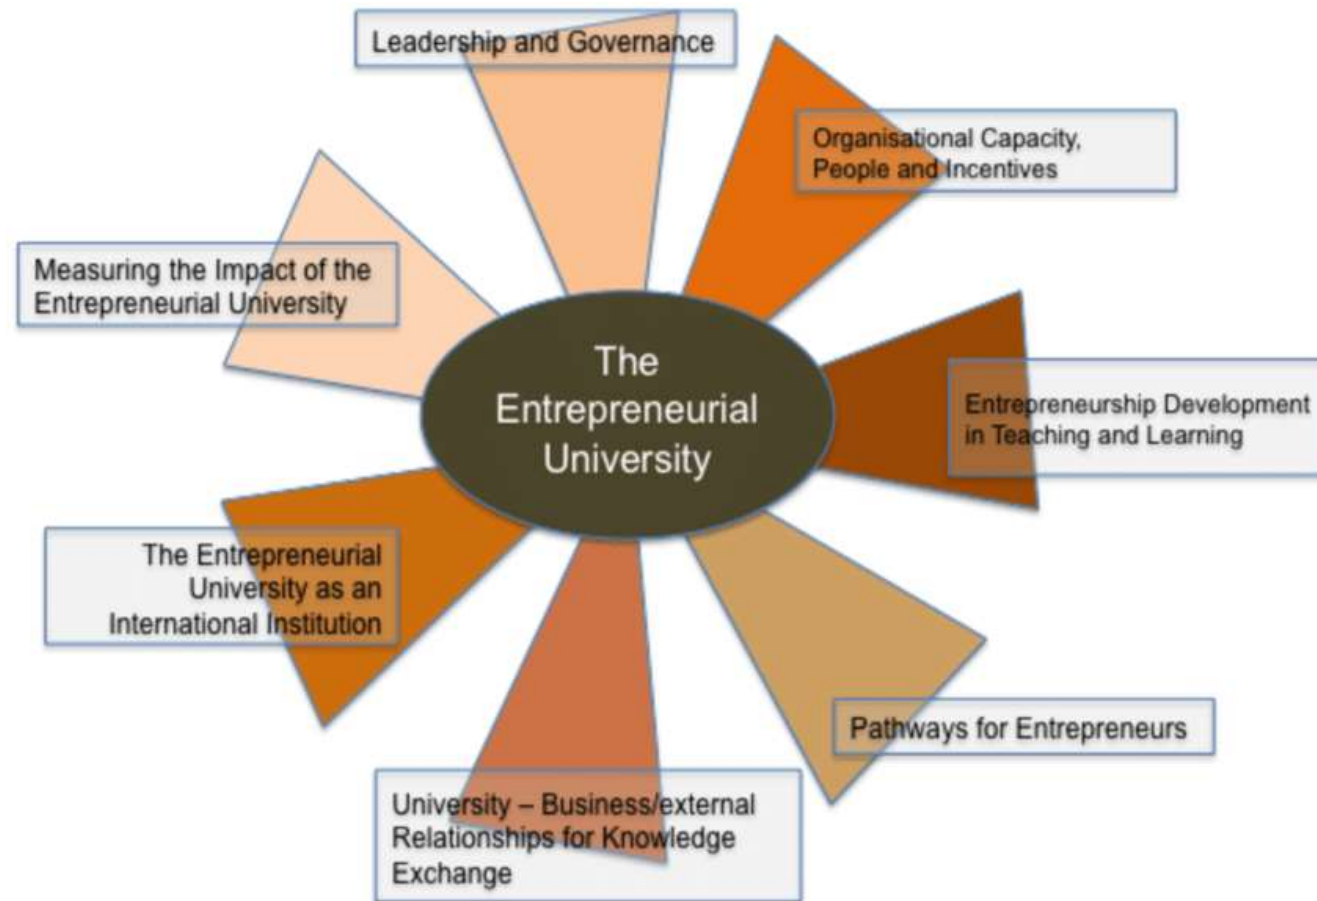 Leadership and Governance
Organisational Capacity,
People and Incentives
Measuring the Impact of the
Entrepreneurial University
The
Entrepreneurial
University
Entrepreneurship Development
in Teaching and Learning
The Entrepreneurial
University as an
International Institution
Pathways for Entrepreneurs
University – Business/external
Relationships for Knowledge
Exchange